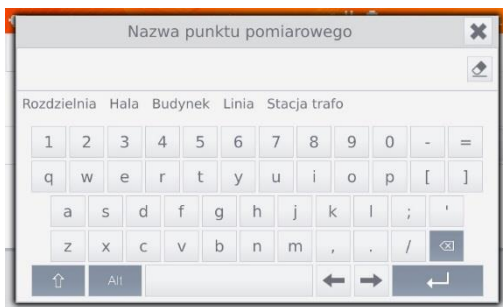 Nazwa punktu pomiarowego
Rozdzielnia Hala Budynek Linia Stacja trafo
1 2 3 4 5 6 7 8 9 0 - =
q w e r t y u i o p [ ]
a s d f g h j k l ; '
z x c v b n m , . /
Alt